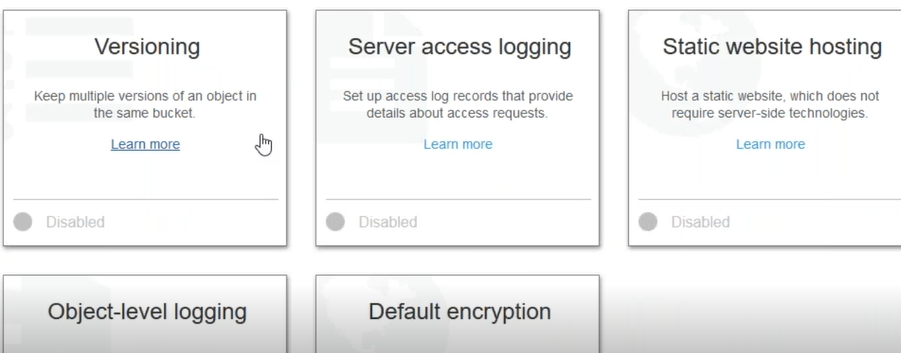 Versioning
Keep multiple versions of an object in
the same bucket.
Learn more
Disabled
Server access logging
Set up access log records that provide
details about access requests.
Learn more
Disabled
Static website hosting
Host a static website, which does not
require server-side technologies.
Learn more
Disabled
Object-level logging
Default encryption